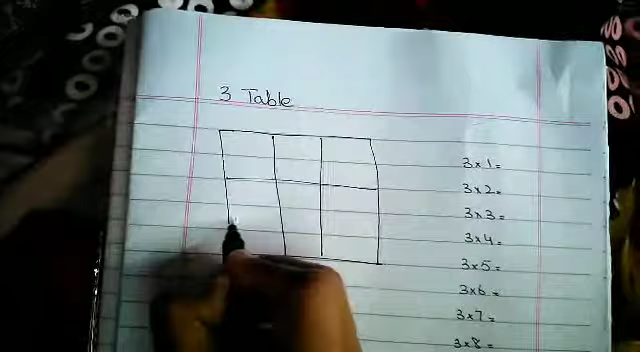 3 Table
3x1=
3x2=
3x3=
3x4=
3x5=
3x6=
3x7=
3x8=